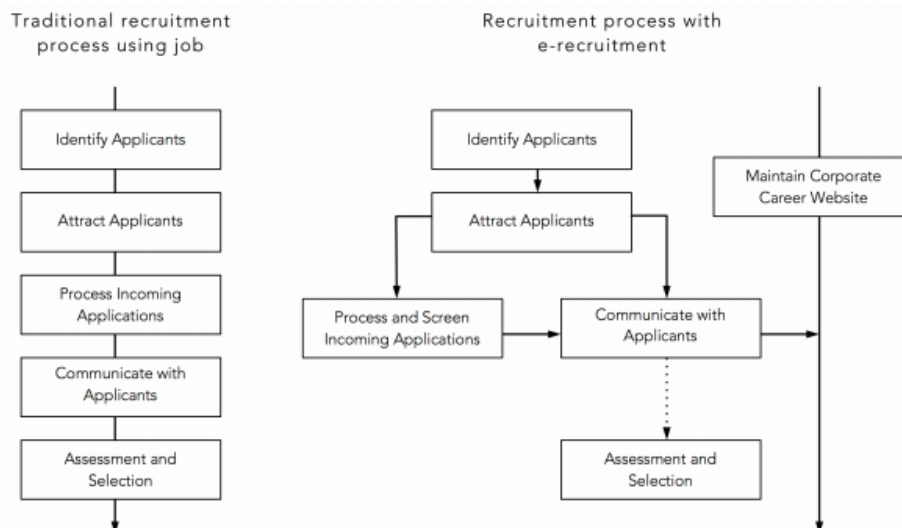 Traditional recruitment
process using job
Identify Applicants
Attract Applicants
Process Incoming
Applications
Communicate with
Applicants
Assessment and
Selection
Recruitment process with
e-recruitment
Identify Applicants
Attract Applicants
Process and Screen
Incoming Applications
Communicate with
Applicants
Assessment and
Selection
Maintain Corporate
Career Website